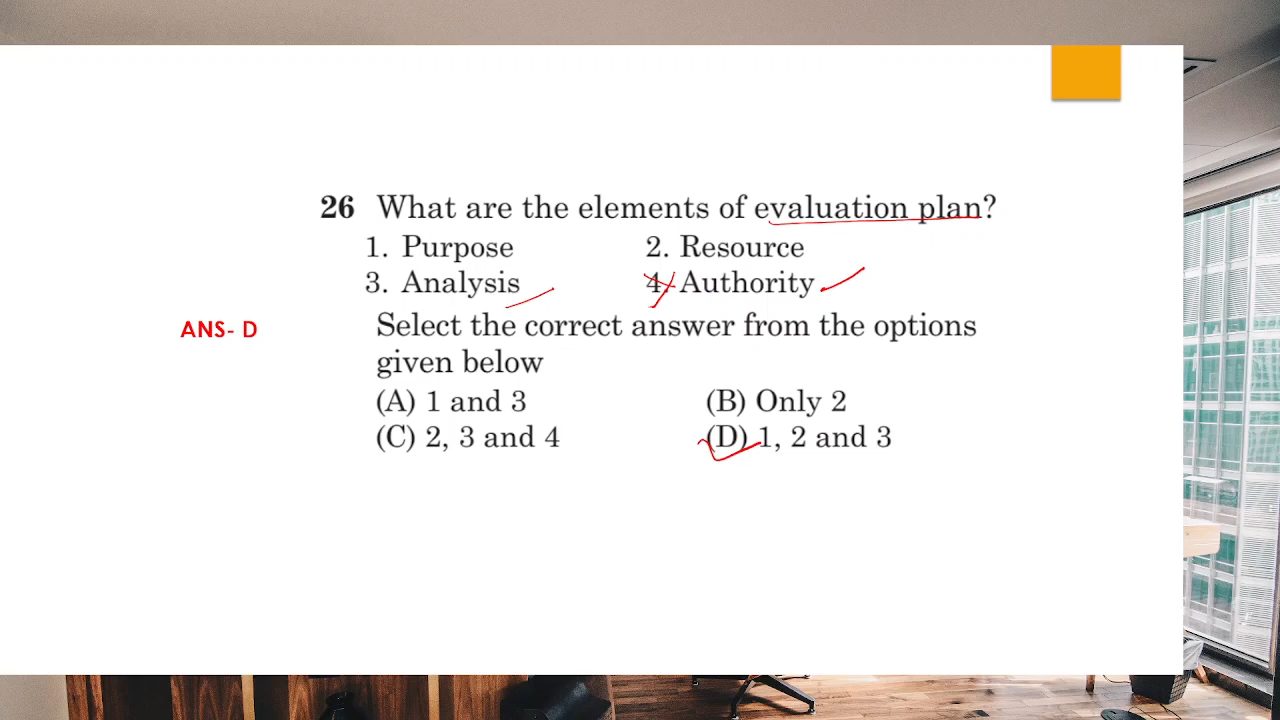 26 What are the elements of evaluation plan?
1. Purpose 2. Resource
3. Analysis 4. Authority
ANS- D Select the correct answer from the options
given below
(A) 1 and 3 (B) Only 2
(C) 2, 3 and 4 (D) 1, 2 and 3